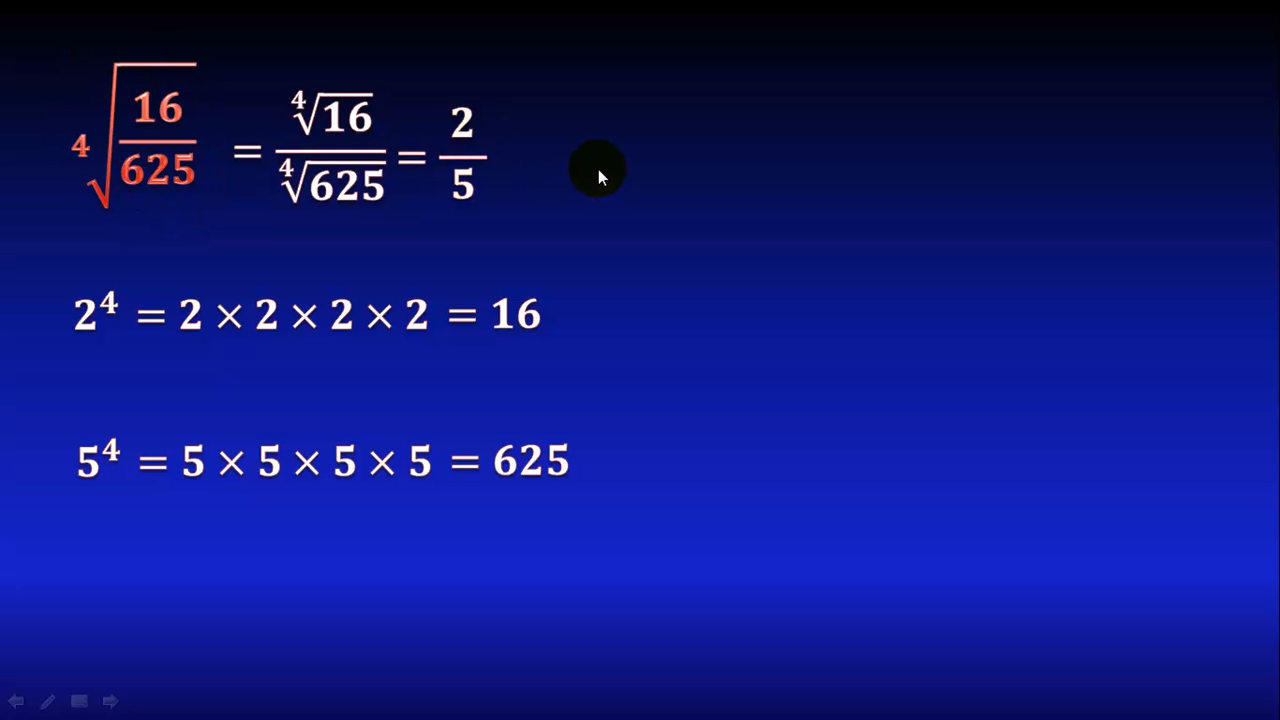 ⁴√(16/625) = ⁴√16/⁴√625 = 2/5
2⁴ = 2 × 2 × 2 × 2 = 16
5⁴ = 5 × 5 × 5 × 5 = 625